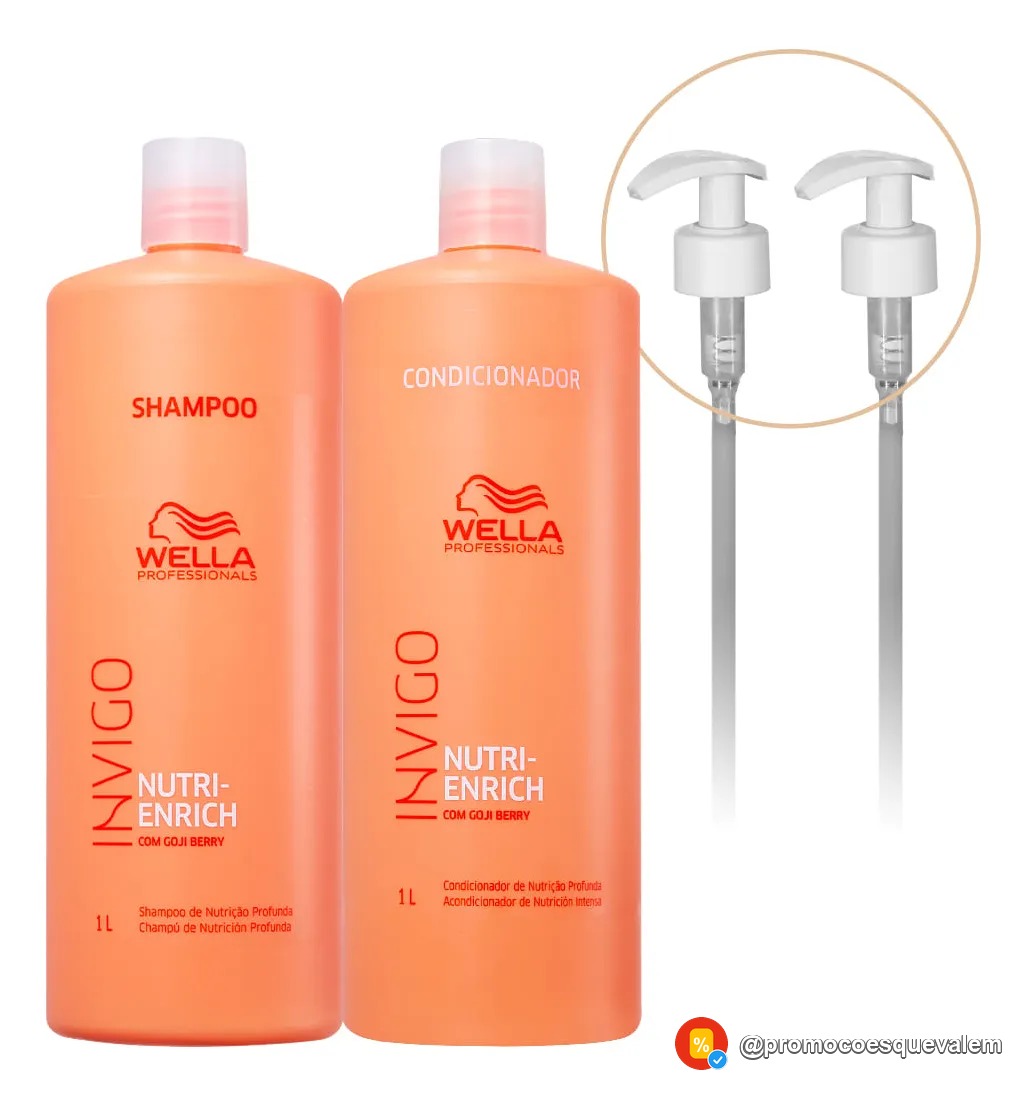 SHAMPOO
WELLA
PROFESSIONALS
INVIGO
NUTRI-
ENRICH
COM GOJI BERRY
1 L
Shampoo de Nutrição Profunda
Champú de Nutrición Profunda
CONDICIONADOR
WELLA
PROFESSIONALS
INVIGO
NUTRI-
ENRICH
COM GOJI BERRY
1 L
Condicionador de Nutrição Profunda
Acondicionador de Nutrición Intensa
%
@promocoesquevalem